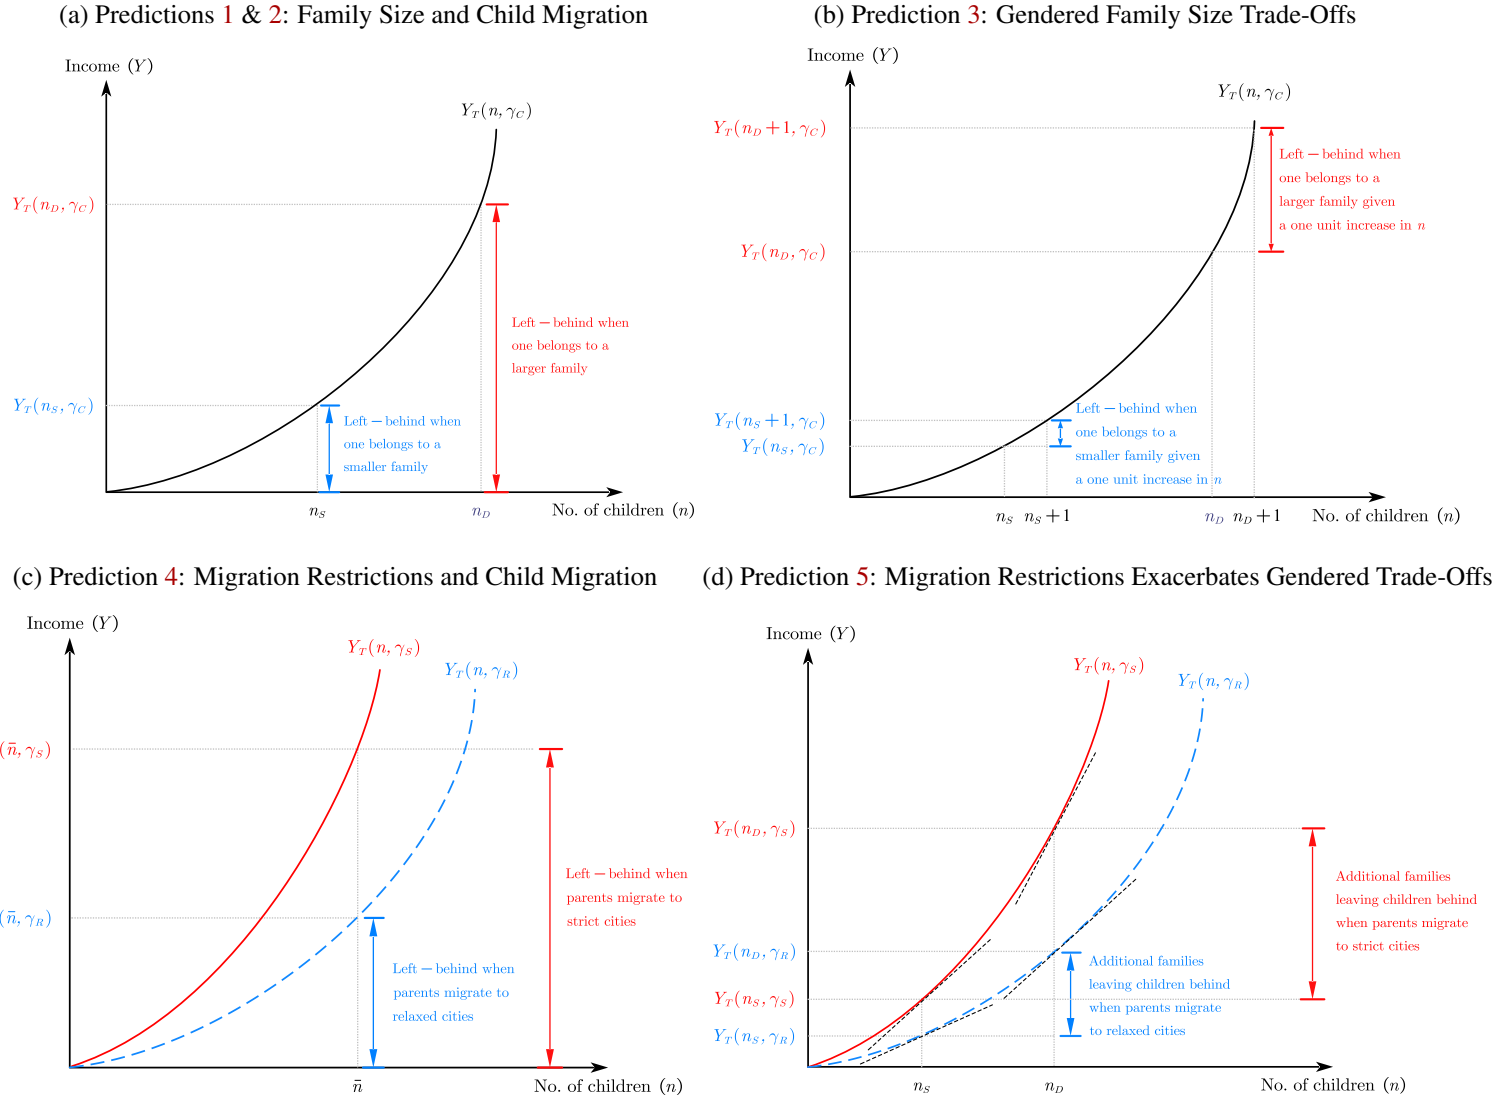 (a) Predictions 1 & 2: Family Size and Child Migration
Income (Y)
Y_T(n, γ_C)
Y_T(n_D, γ_C)
Left − behind when
one belongs to a
larger family
Y_T(n_S, γ_C)
Left − behind when
one belongs to a
smaller family
n_S
n_D
No. of children (n)
(b) Prediction 3: Gendered Family Size Trade-Offs
Income (Y)
Y_T(n, γ_C)
Y_T(n_D+1, γ_C)
Left − behind when
one belongs to a
larger family given
a one unit increase in n
Y_T(n_D, γ_C)
Y_T(n_S+1, γ_C)
Y_T(n_S, γ_C)
Left − behind when
one belongs to a
smaller family given
a one unit increase in n
n_S
n_S+1
n_D
n_D+1
No. of children (n)
(c) Prediction 4: Migration Restrictions and Child Migration
Income (Y)
Y_T(n, γ_S)
Y_T(n, γ_R)
(n̄, γ_S)
Left − behind when
parents migrate to
strict cities
(n̄, γ_R)
Left − behind when
parents migrate to
relaxed cities
n̄
No. of children (n)
(d) Prediction 5: Migration Restrictions Exacerbates Gendered Trade-Offs
Income (Y)
Y_T(n, γ_S)
Y_T(n, γ_R)
Y_T(n_D, γ_S)
Additional families
leaving children behind
when parents migrate
to strict cities
Y_T(n_D, γ_R)
Y_T(n_S, γ_S)
Y_T(n_S, γ_R)
Additional families
leaving children behind
when parents migrate
to relaxed cities
n_S
n_D
No. of children (n)